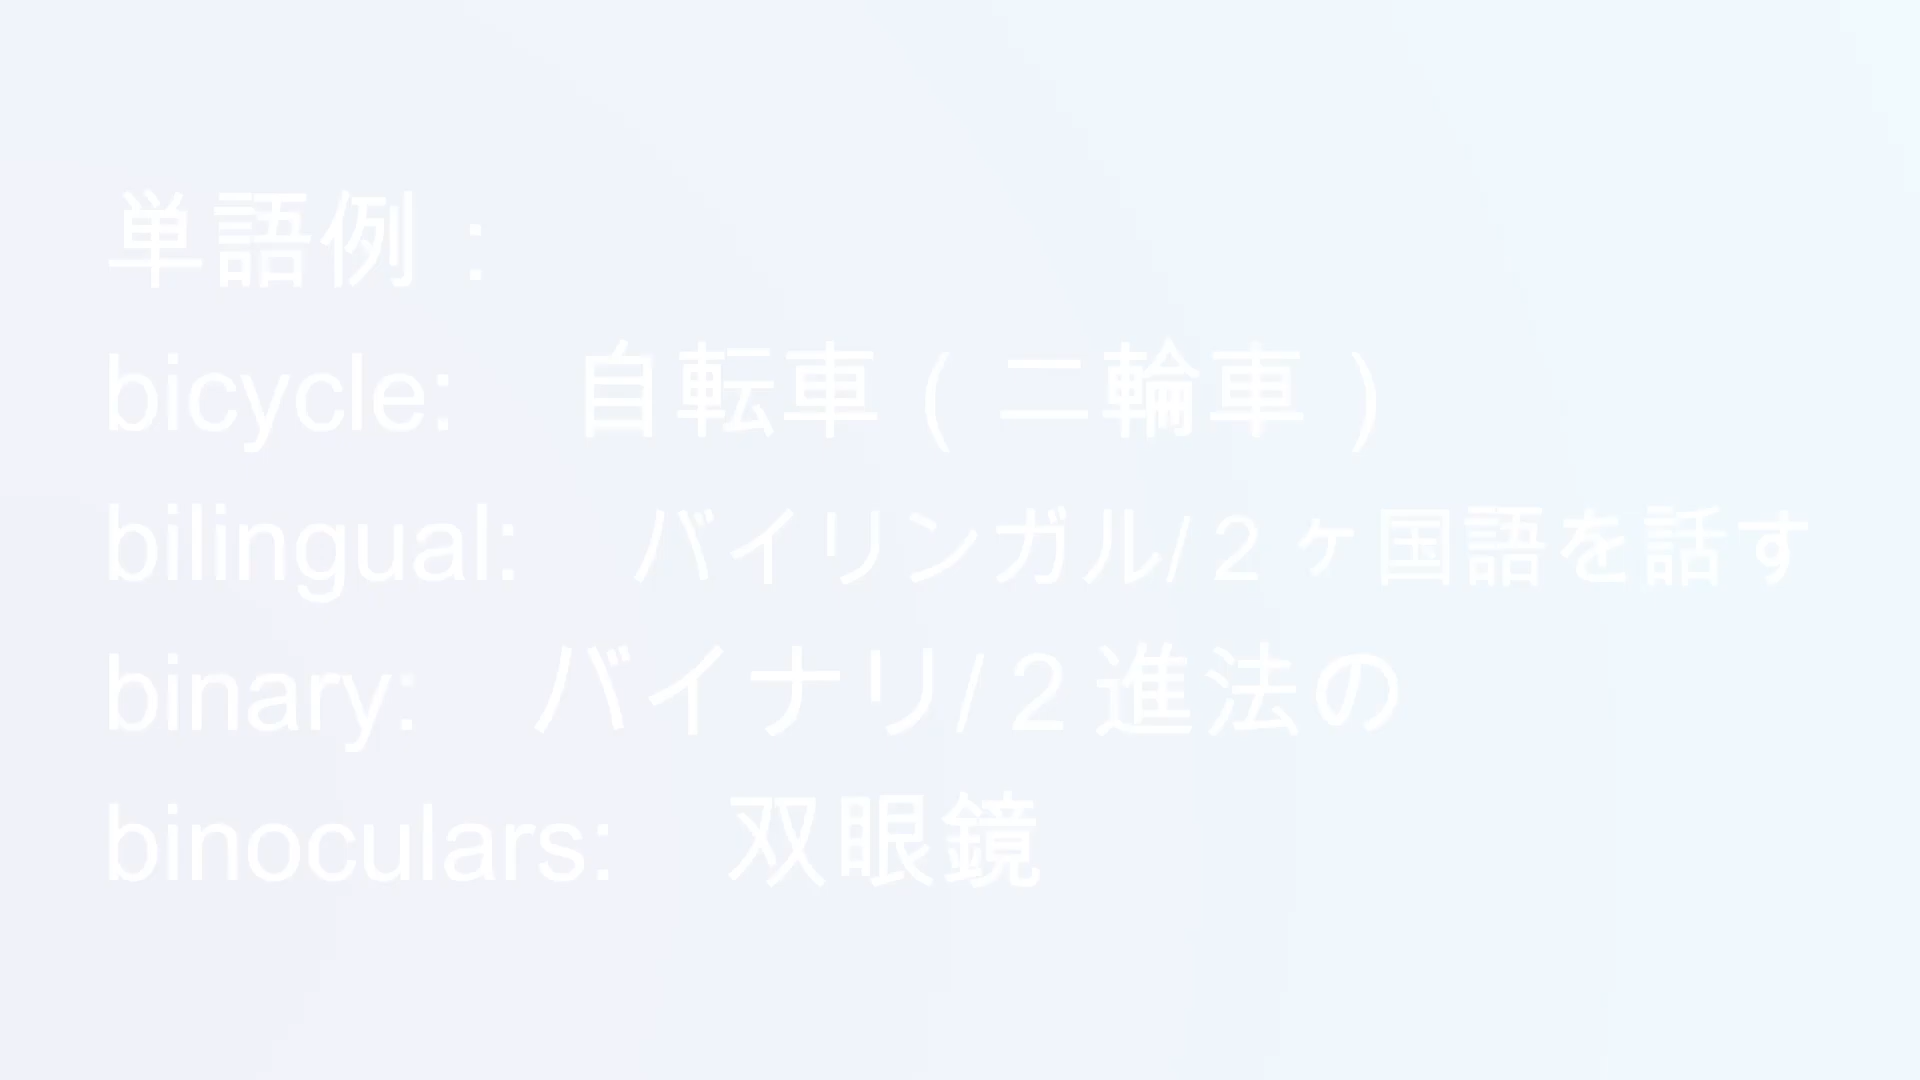 単語例：
bicycle:　自転車（二輪車）
bilingual:　バイリンガル/２ヶ国語を話す
binary:　バイナリ/２進法の
binoculars:　双眼鏡